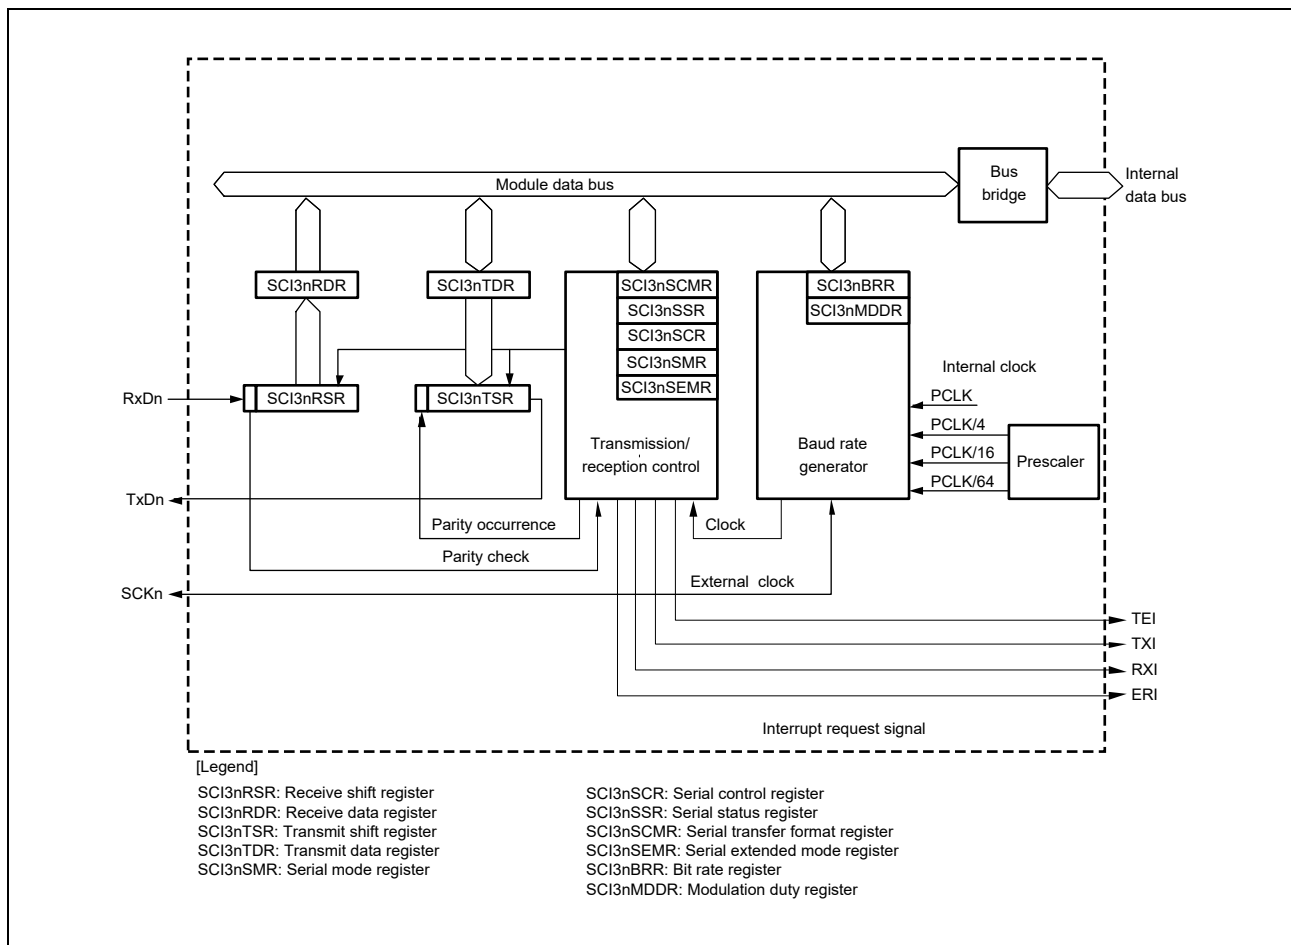 Module data bus
Bus
bridge
Internal
data bus
SCI3nRDR
SCI3nTDR
SCI3nSCMR
SCI3nSSR
SCI3nSCR
SCI3nSMR
SCI3nSEMR
SCI3nBRR
SCI3nMDDR
RxDn
SCI3nRSR
SCI3nTSR
Internal clock
PCLK
PCLK/4
PCLK/16
PCLK/64
Prescaler
Transmission/
reception control
Baud rate
generator
TxDn
Parity occurrence
Clock
Parity check
External clock
SCKn
TEI
TXI
RXI
ERI
Interrupt request signal
[Legend]
SCI3nRSR: Receive shift register
SCI3nRDR: Receive data register
SCI3nTSR: Transmit shift register
SCI3nTDR: Transmit data register
SCI3nSMR: Serial mode register
SCI3nSCR: Serial control register
SCI3nSSR: Serial status register
SCI3nSCMR: Serial transfer format register
SCI3nSEMR: Serial extended mode register
SCI3nBRR: Bit rate register
SCI3nMDDR: Modulation duty register